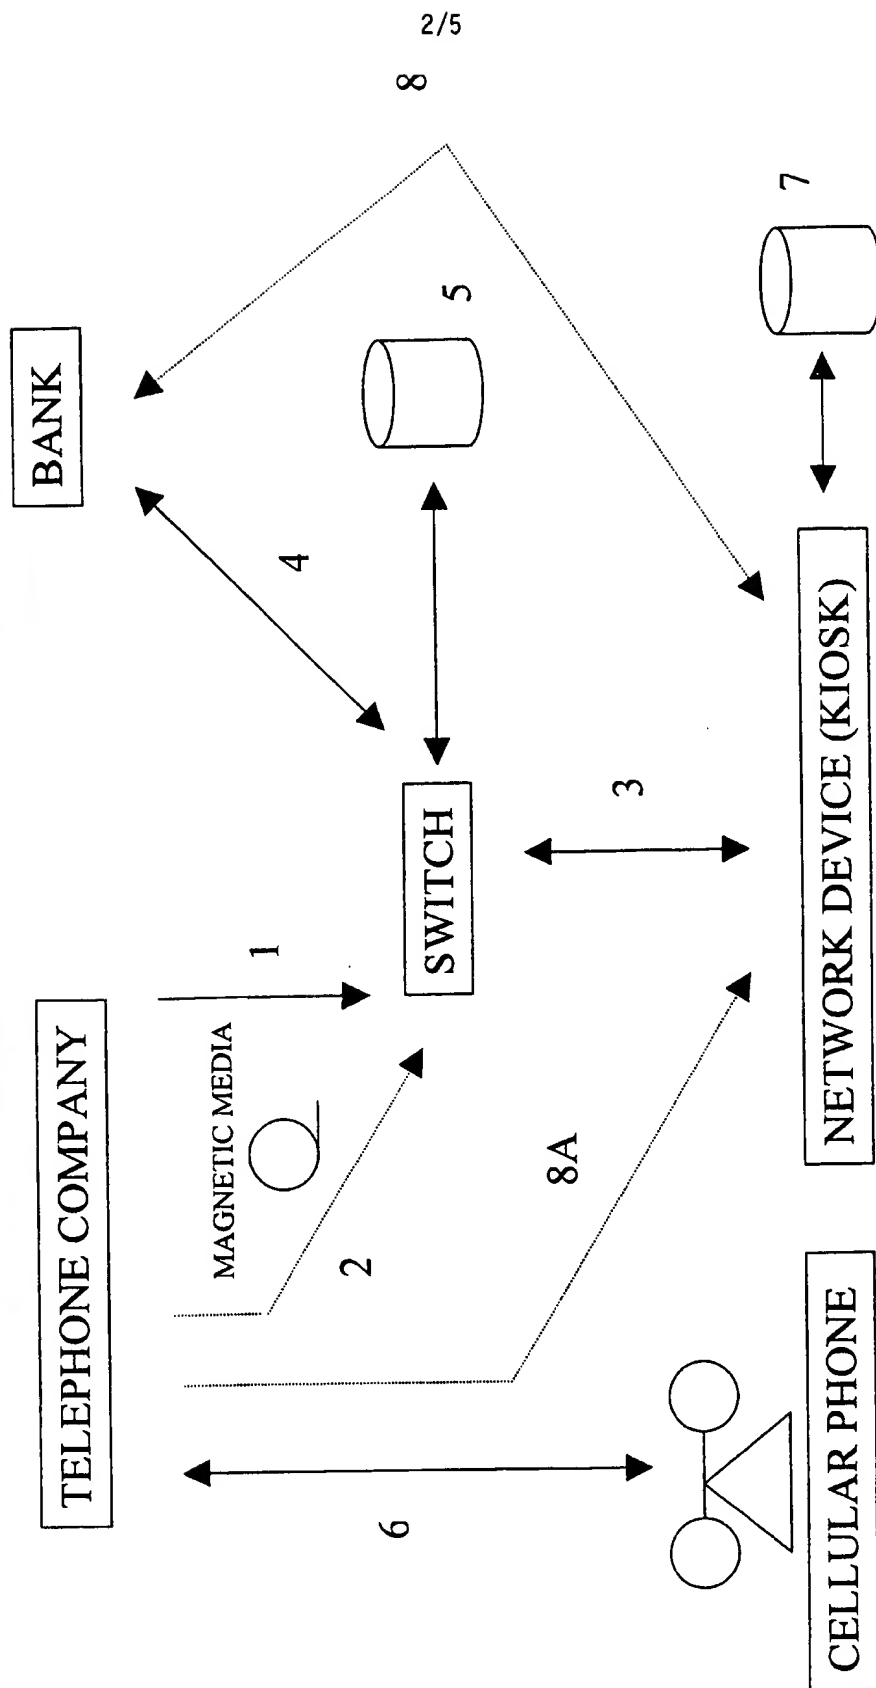 2/5
TELEPHONE COMPANY
BANK
MAGNETIC MEDIA
1
2
4
8
6
SWITCH
5
8A
3
CELLULAR PHONE
NETWORK DEVICE (KIOSK)
7